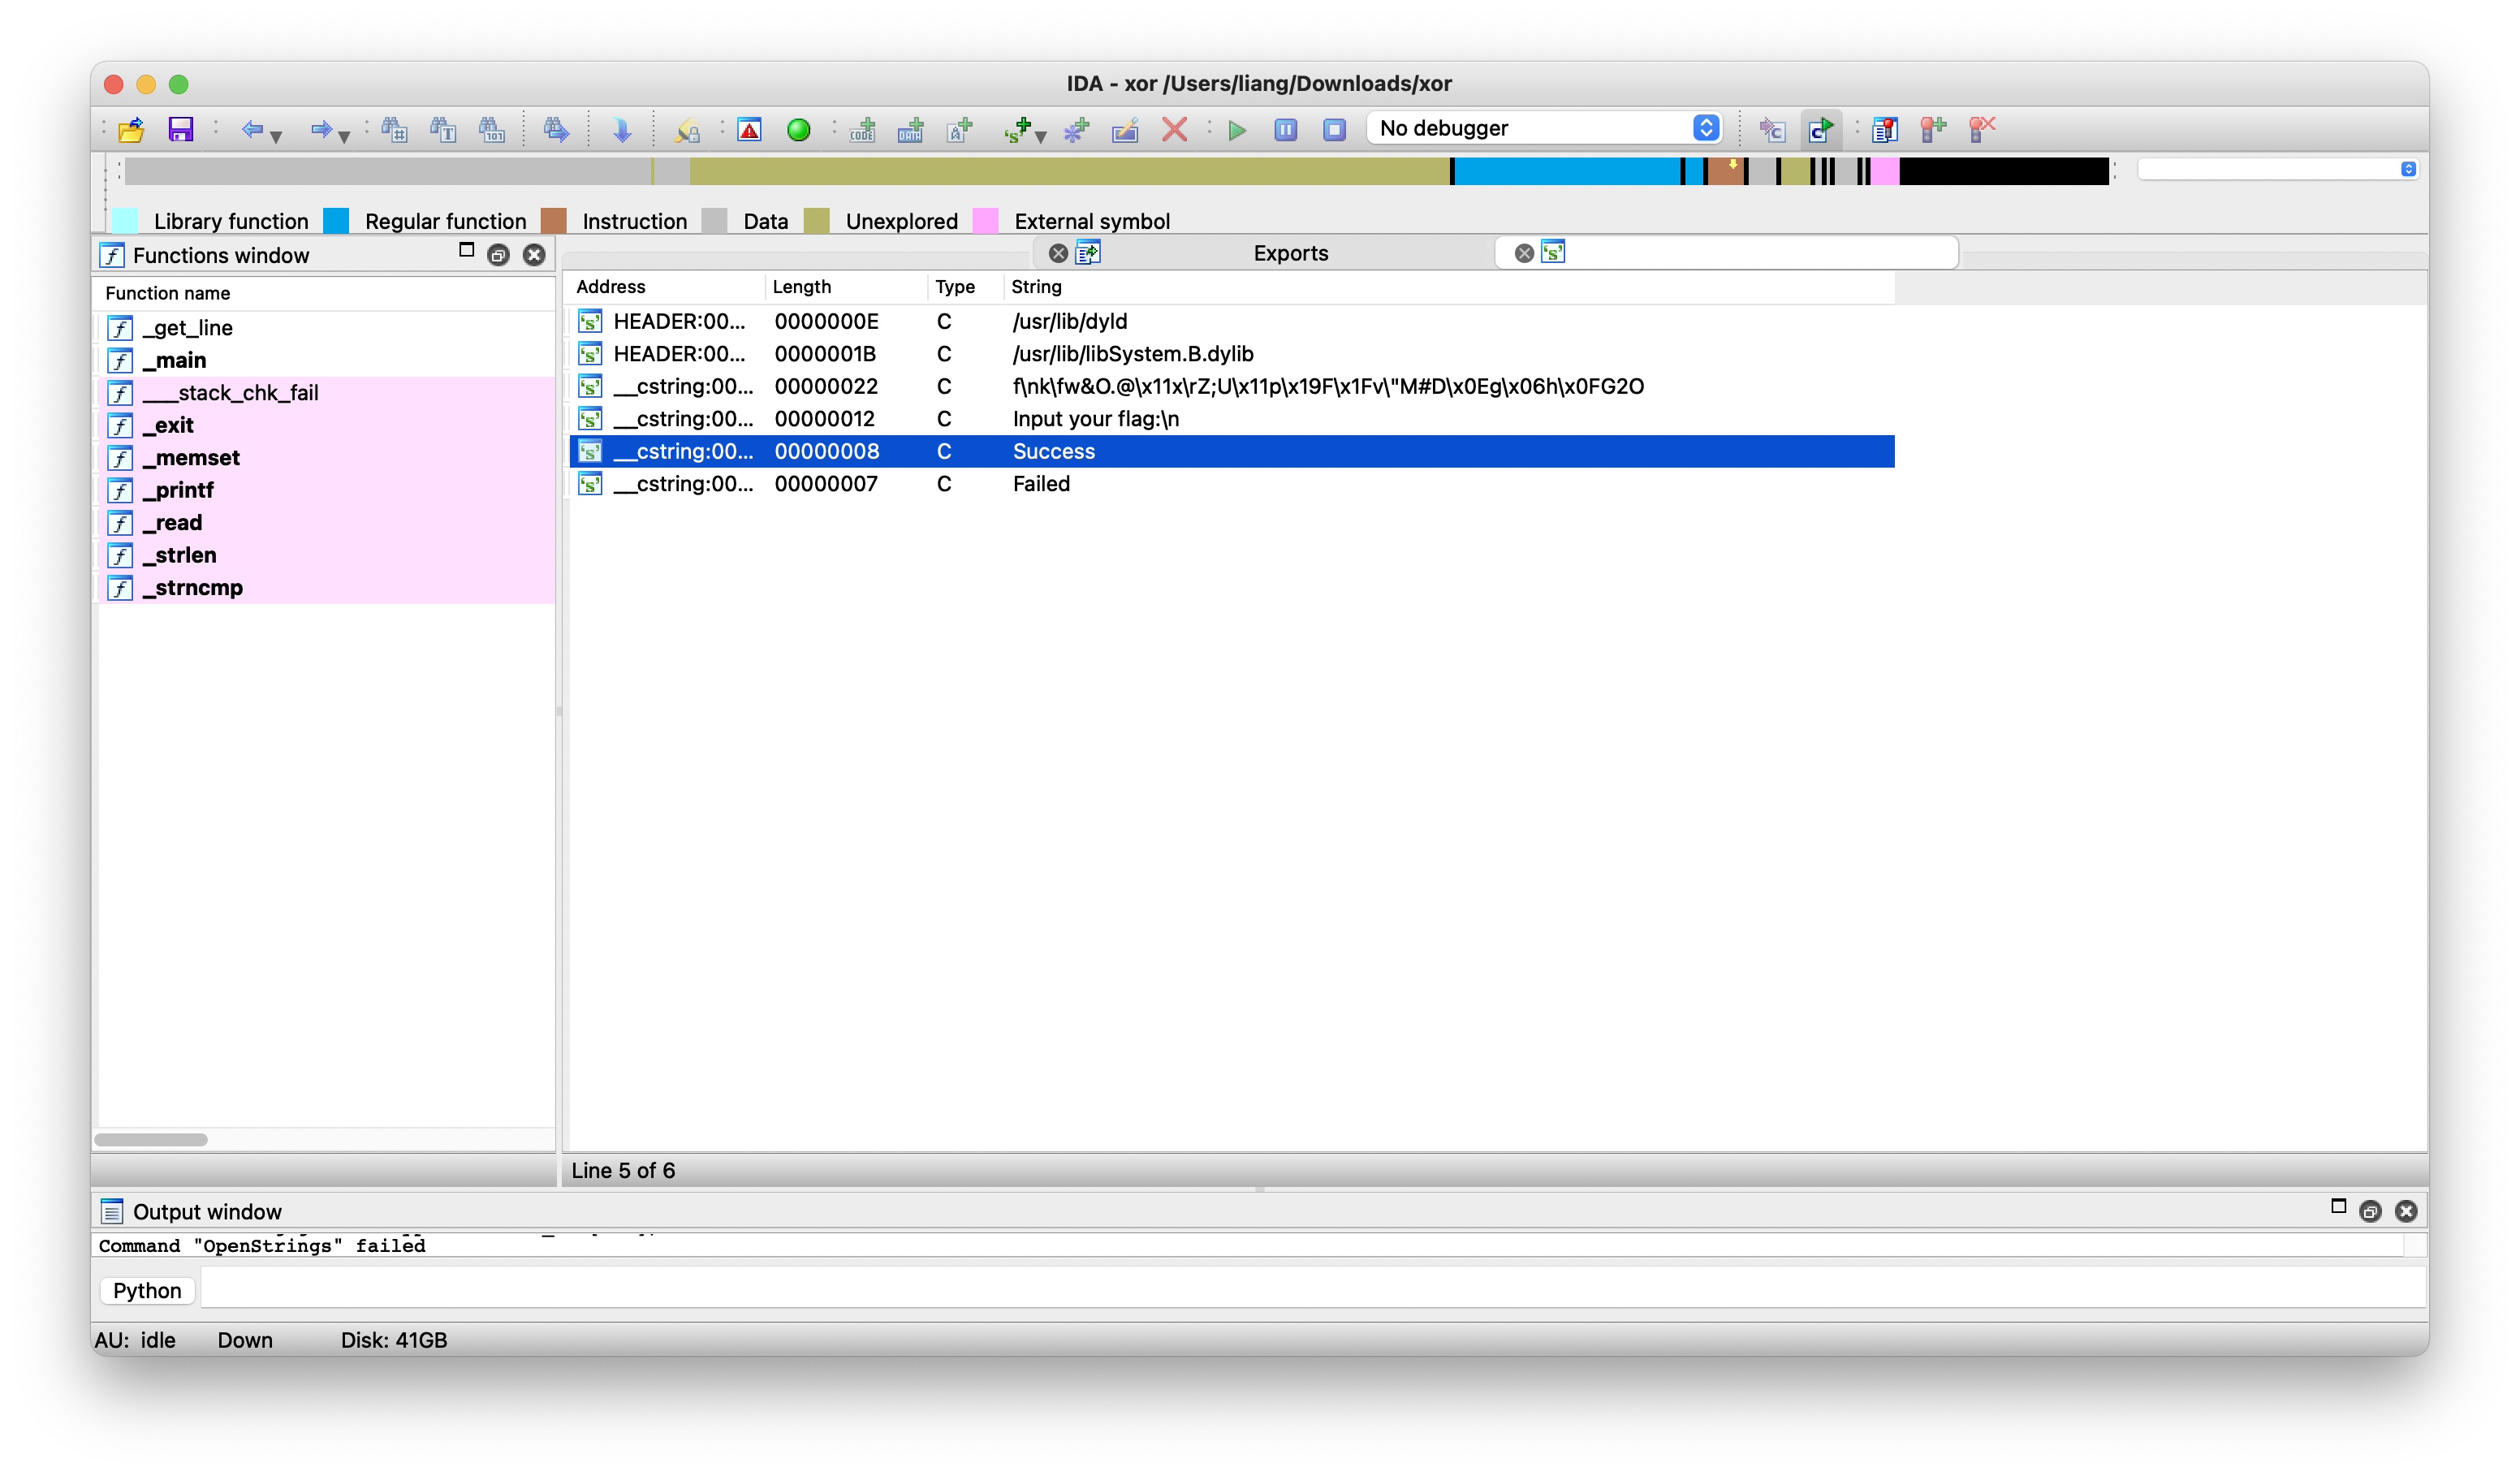 IDA - xor /Users/liang/Downloads/xor
No debugger
Library function Regular function Instruction Data Unexplored External symbol
Functions window
Exports
Function name
_get_line
_main
___stack_chk_fail
_exit
_memset
_printf
_read
_strlen
_strncmp
Address Length Type String
HEADER:00... 0000000E C /usr/lib/dyld
HEADER:00... 0000001B C /usr/lib/libSystem.B.dylib
__cstring:00... 00000022 C f\nk\fw&O.@\x11x\rZ;U\x11p\x19F\x1Fv\"M#D\x0Eg\x06h\x0FG2O
__cstring:00... 00000012 C Input your flag:\n
__cstring:00... 00000008 C Success
__cstring:00... 00000007 C Failed
Line 5 of 6
Output window
Command "OpenStrings" failed
Python
AU: idle Down Disk: 41GB